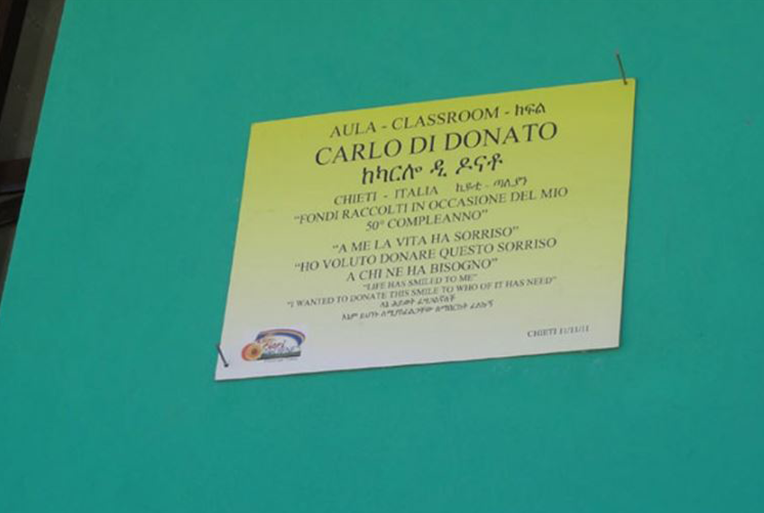 AULA - CLASSROOM - ክፍል
CARLO DI DONATO
ከካርሎ ዲ ዶናቶ
CHIETI - ITALIA ኪዬቲ - ጣሊያን
"FONDI RACCOLTI IN OCCASIONE DEL MIO
50° COMPLEANNO"
"A ME LA VITA HA SORRISO"
"HO VOLUTO DONARE QUESTO SORRISO
A CHI NE HA BISOGNO"
"LIFE HAS SMILED TO ME"
"I WANTED TO DONATE THIS SMILE TO WHO OF IT HAS NEED"
CHIETI 11/11/11